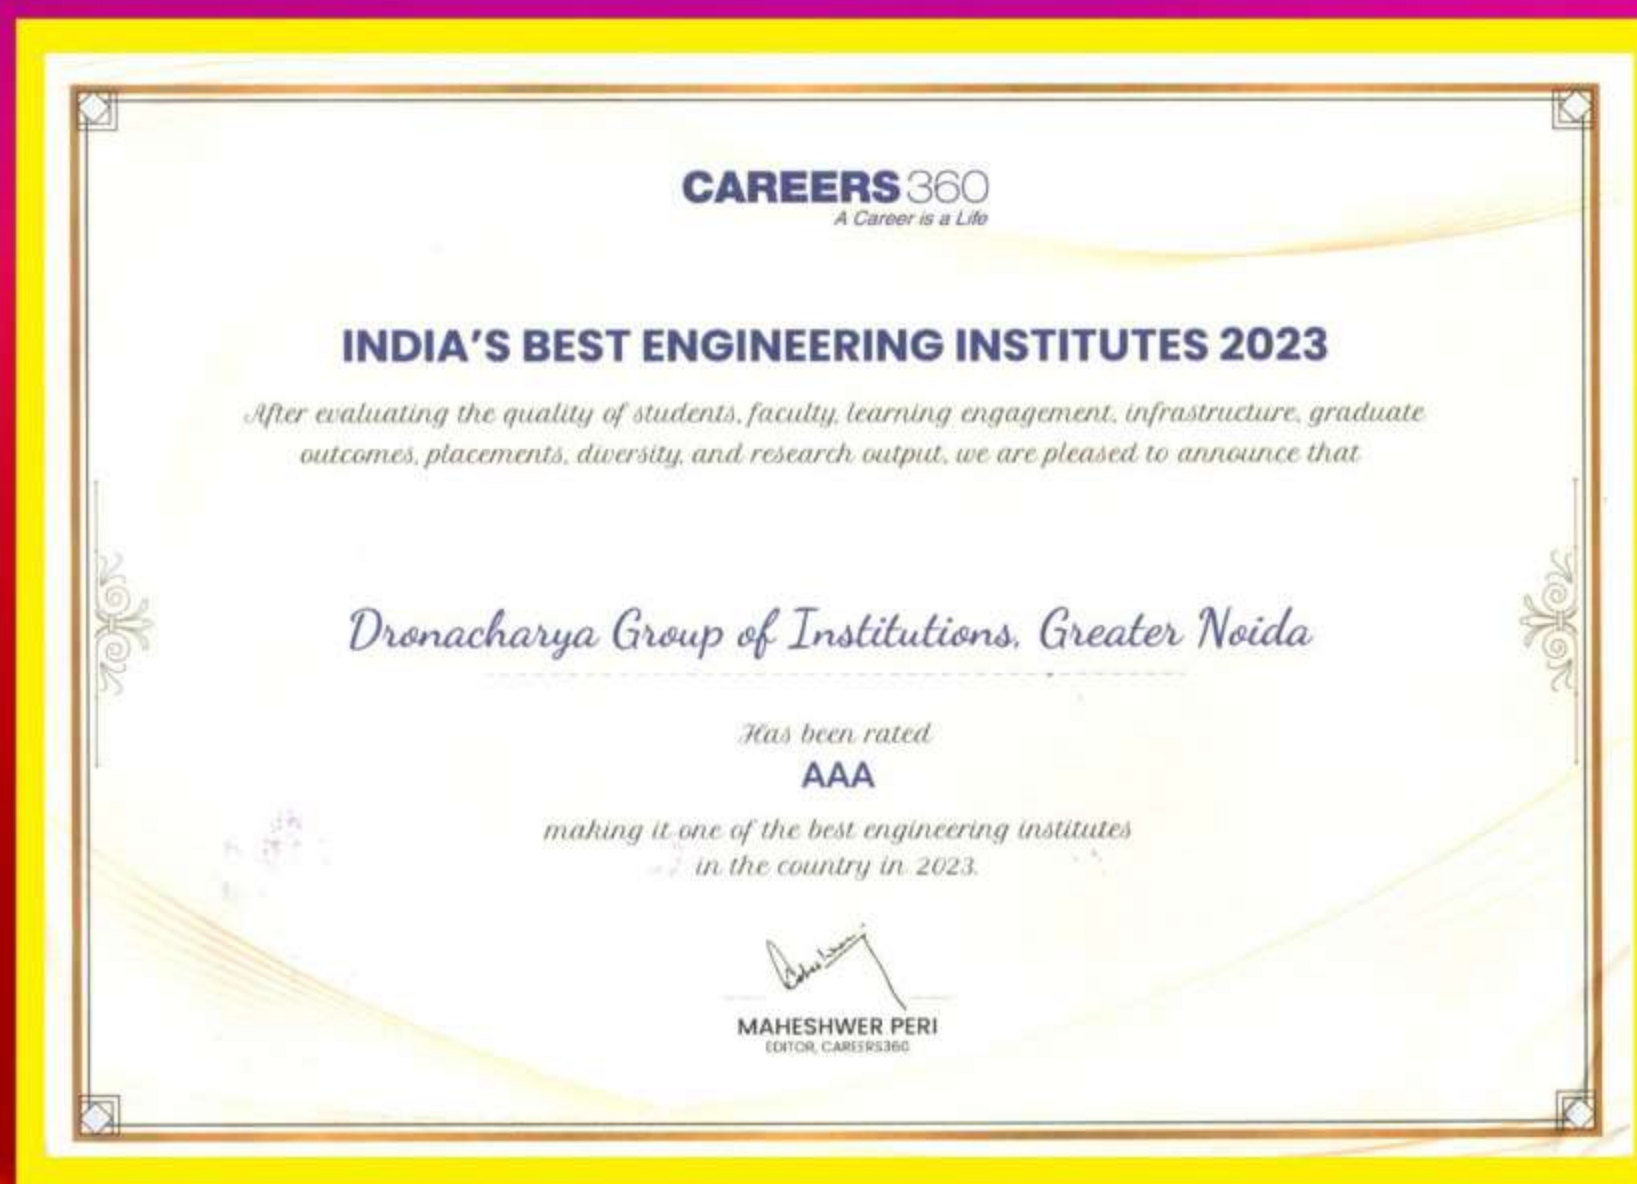 CAREERS360
A Career is a Life
INDIA'S BEST ENGINEERING INSTITUTES 2023
After evaluating the quality of students, faculty, learning engagement, infrastructure, graduate
outcomes, placements, diversity, and research output, we are pleased to announce that
Dronacharya Group of Institutions, Greater Noida
Has been rated
AAA
making it one of the best engineering institutes
in the country in 2023.
MAHESHWER PERI
EDITOR, CAREERS360